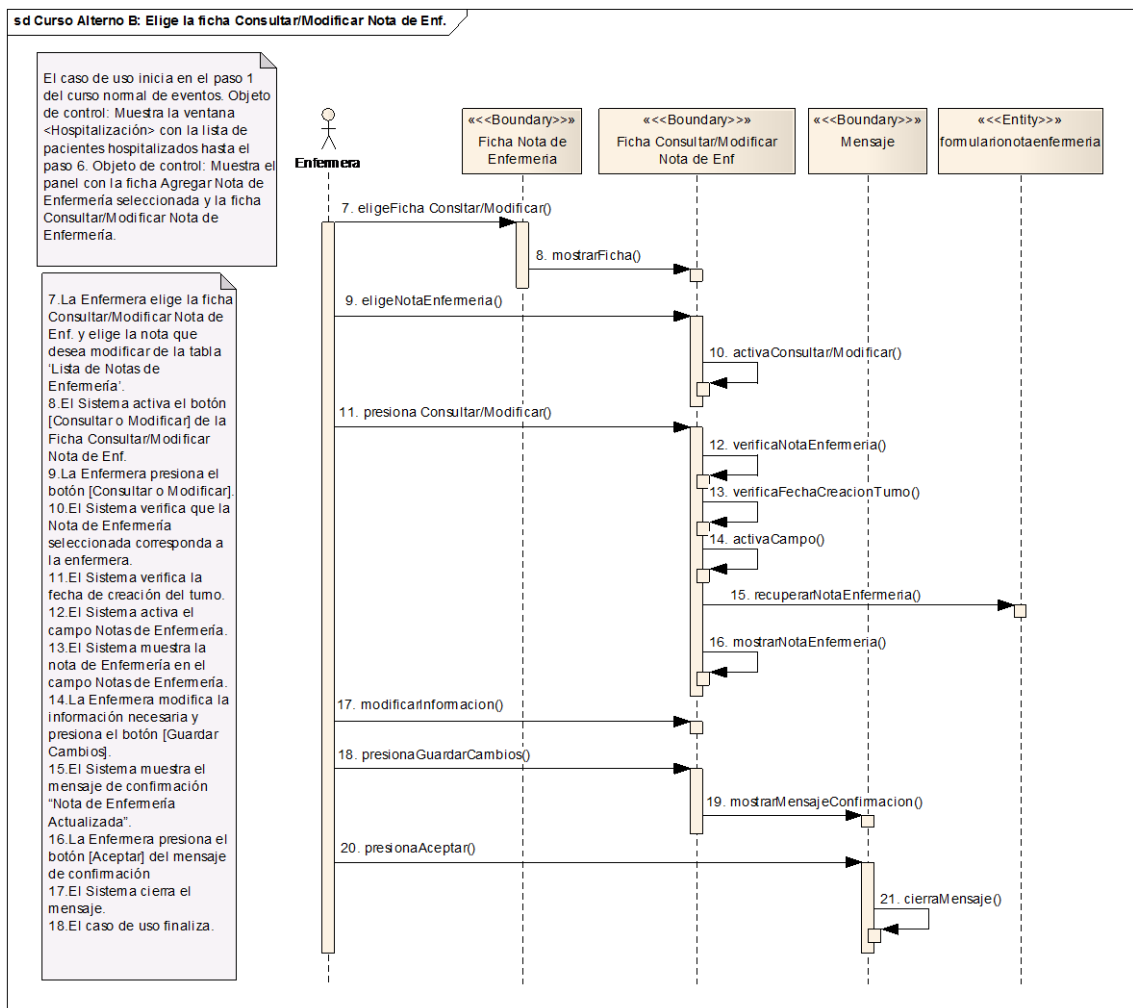 sd Curso Alterno B: Elige la ficha Consultar/Modificar Nota de Enf.
El caso de uso inicia en el paso 1
del curso normal de eventos. Objeto
de control: Muestra la ventana
<Hospitalización> con la lista de
pacientes hospitalizados hasta el
paso 6. Objeto de control: Muestra el
panel con la ficha Agregar Nota de
Enfermería seleccionada y la ficha
Consultar/Modificar Nota de
Enfermería.
7.La Enfermera elige la ficha
Consultar/Modificar Nota de
Enf. y elige la nota que
desea modificar de la tabla
'Lista de Notas de
Enfermería'.
8.El Sistema activa el botón
[Consultar o Modificar] de la
Ficha Consultar/Modificar
Nota de Enf.
9.La Enfermera presiona el
botón [Consultar o Modificar].
10.El Sistema verifica que la
Nota de Enfermería
seleccionada corresponda a
la enfermera.
11.El Sistema verifica la
fecha de creación del turno.
12.El Sistema activa el
campo Notas de Enfermería.
13.El Sistema muestra la
nota de Enfermería en el
campo Notas de Enfermería.
14.La Enfermera modifica la
información necesaria y
presiona el botón [Guardar
Cambios].
15.El Sistema muestra el
mensaje de confirmación
"Nota de Enfermería
Actualizada".
16.La Enfermera presiona el
botón [Aceptar] del mensaje
de confirmación
17.El Sistema cierra el
mensaje.
18.El caso de uso finaliza.
Enfermera
«<<Boundary>>»
Ficha Nota de
Enfermeria
«<<Boundary>>»
Ficha Consultar/Modificar
Nota de Enf
«<<Boundary>>»
Mensaje
«<<Entity>>»
formularionotaenfermeria
7. eligeFicha Consltar/Modificar()
8. mostrarFicha()
9. eligeNotaEnfermeria()
10. activaConsultar/Modificar()
11. presiona Consultar/Modificar()
12. verificaNotaEnfermeria()
13. verificaFechaCreacionTurno()
14. activaCampo()
15. recuperarNotaEnfermeria()
16. mostrarNotaEnfermeria()
17. modificarInformacion()
18. presionaGuardarCambios()
19. mostrarMensajeConfirmacion()
20. presionaAceptar()
21. cierraMensaje()